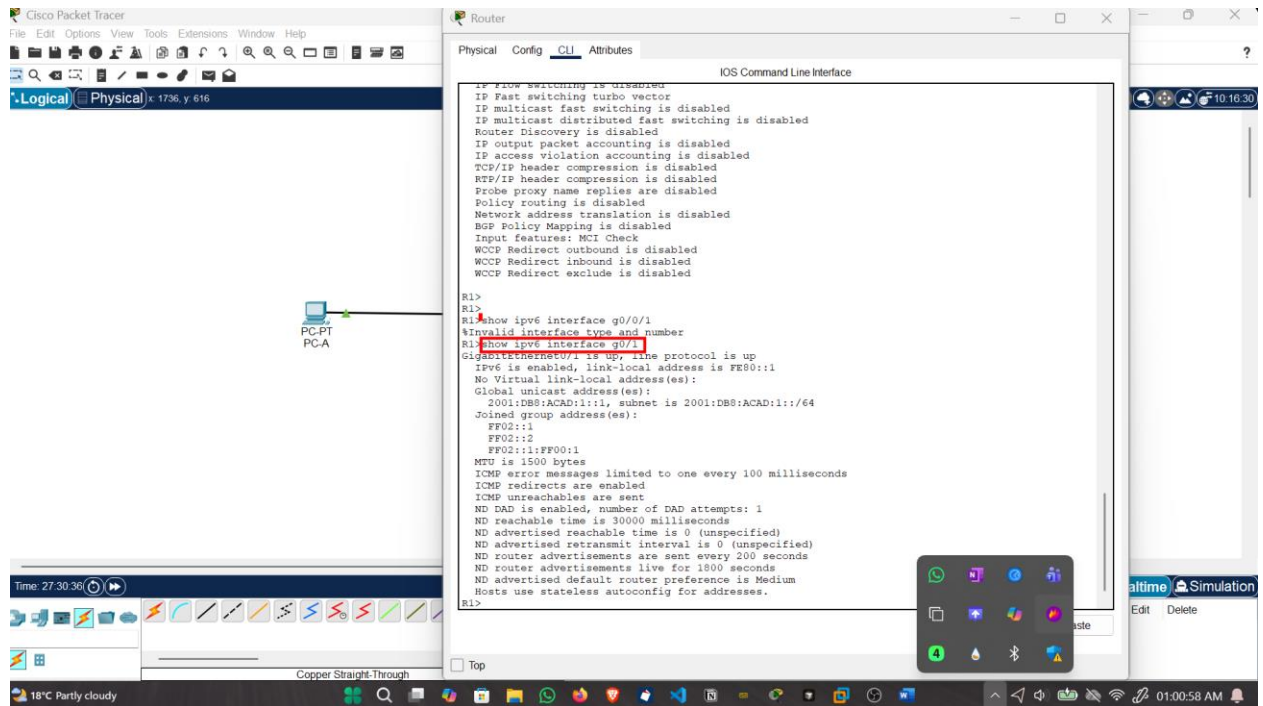 Cisco Packet Tracer
File Edit Options View Tools Extensions Window Help
Logical Physical x: 1736, y: 616
10:16:30
PC-PT
PC-A
Router
Physical Config CLI Attributes
IOS Command Line Interface
IP Flow switching is disabled
IP Fast switching turbo vector
IP multicast fast switching is disabled
IP multicast distributed fast switching is disabled
Router Discovery is disabled
IP output packet accounting is disabled
IP access violation accounting is disabled
TCP/IP header compression is disabled
RTP/IP header compression is disabled
Probe proxy name replies are disabled
Policy routing is disabled
Network address translation is disabled
BGP Policy Mapping is disabled
Input features: MCI Check
WCCP Redirect outbound is disabled
WCCP Redirect inbound is disabled
WCCP Redirect exclude is disabled
R1>
R1>
R1>show ipv6 interface g0/0/1
%Invalid interface type and number
R1>show ipv6 interface g0/1
GigabitEthernet0/1 is up, line protocol is up
IPv6 is enabled, link-local address is FE80::1
No Virtual link-local address(es):
Global unicast address(es):
2001:DB8:ACAD:1::1, subnet is 2001:DB8:ACAD:1::/64
Joined group address(es):
FF02::1
FF02::2
FF02::1:FF00:1
MTU is 1500 bytes
ICMP error messages limited to one every 100 milliseconds
ICMP redirects are enabled
ICMP unreachables are sent
ND DAD is enabled, number of DAD attempts: 1
ND reachable time is 30000 milliseconds
ND advertised reachable time is 0 (unspecified)
ND advertised retransmit interval is 0 (unspecified)
ND router advertisements are sent every 200 seconds
ND router advertisements live for 1800 seconds
ND advertised default router preference is Medium
Hosts use stateless autoconfig for addresses.
R1>
aste
Top
Time: 27:30:36
altime Simulation
Edit Delete
Copper Straight-Through
4
18°C Partly cloudy
01:00:58 AM